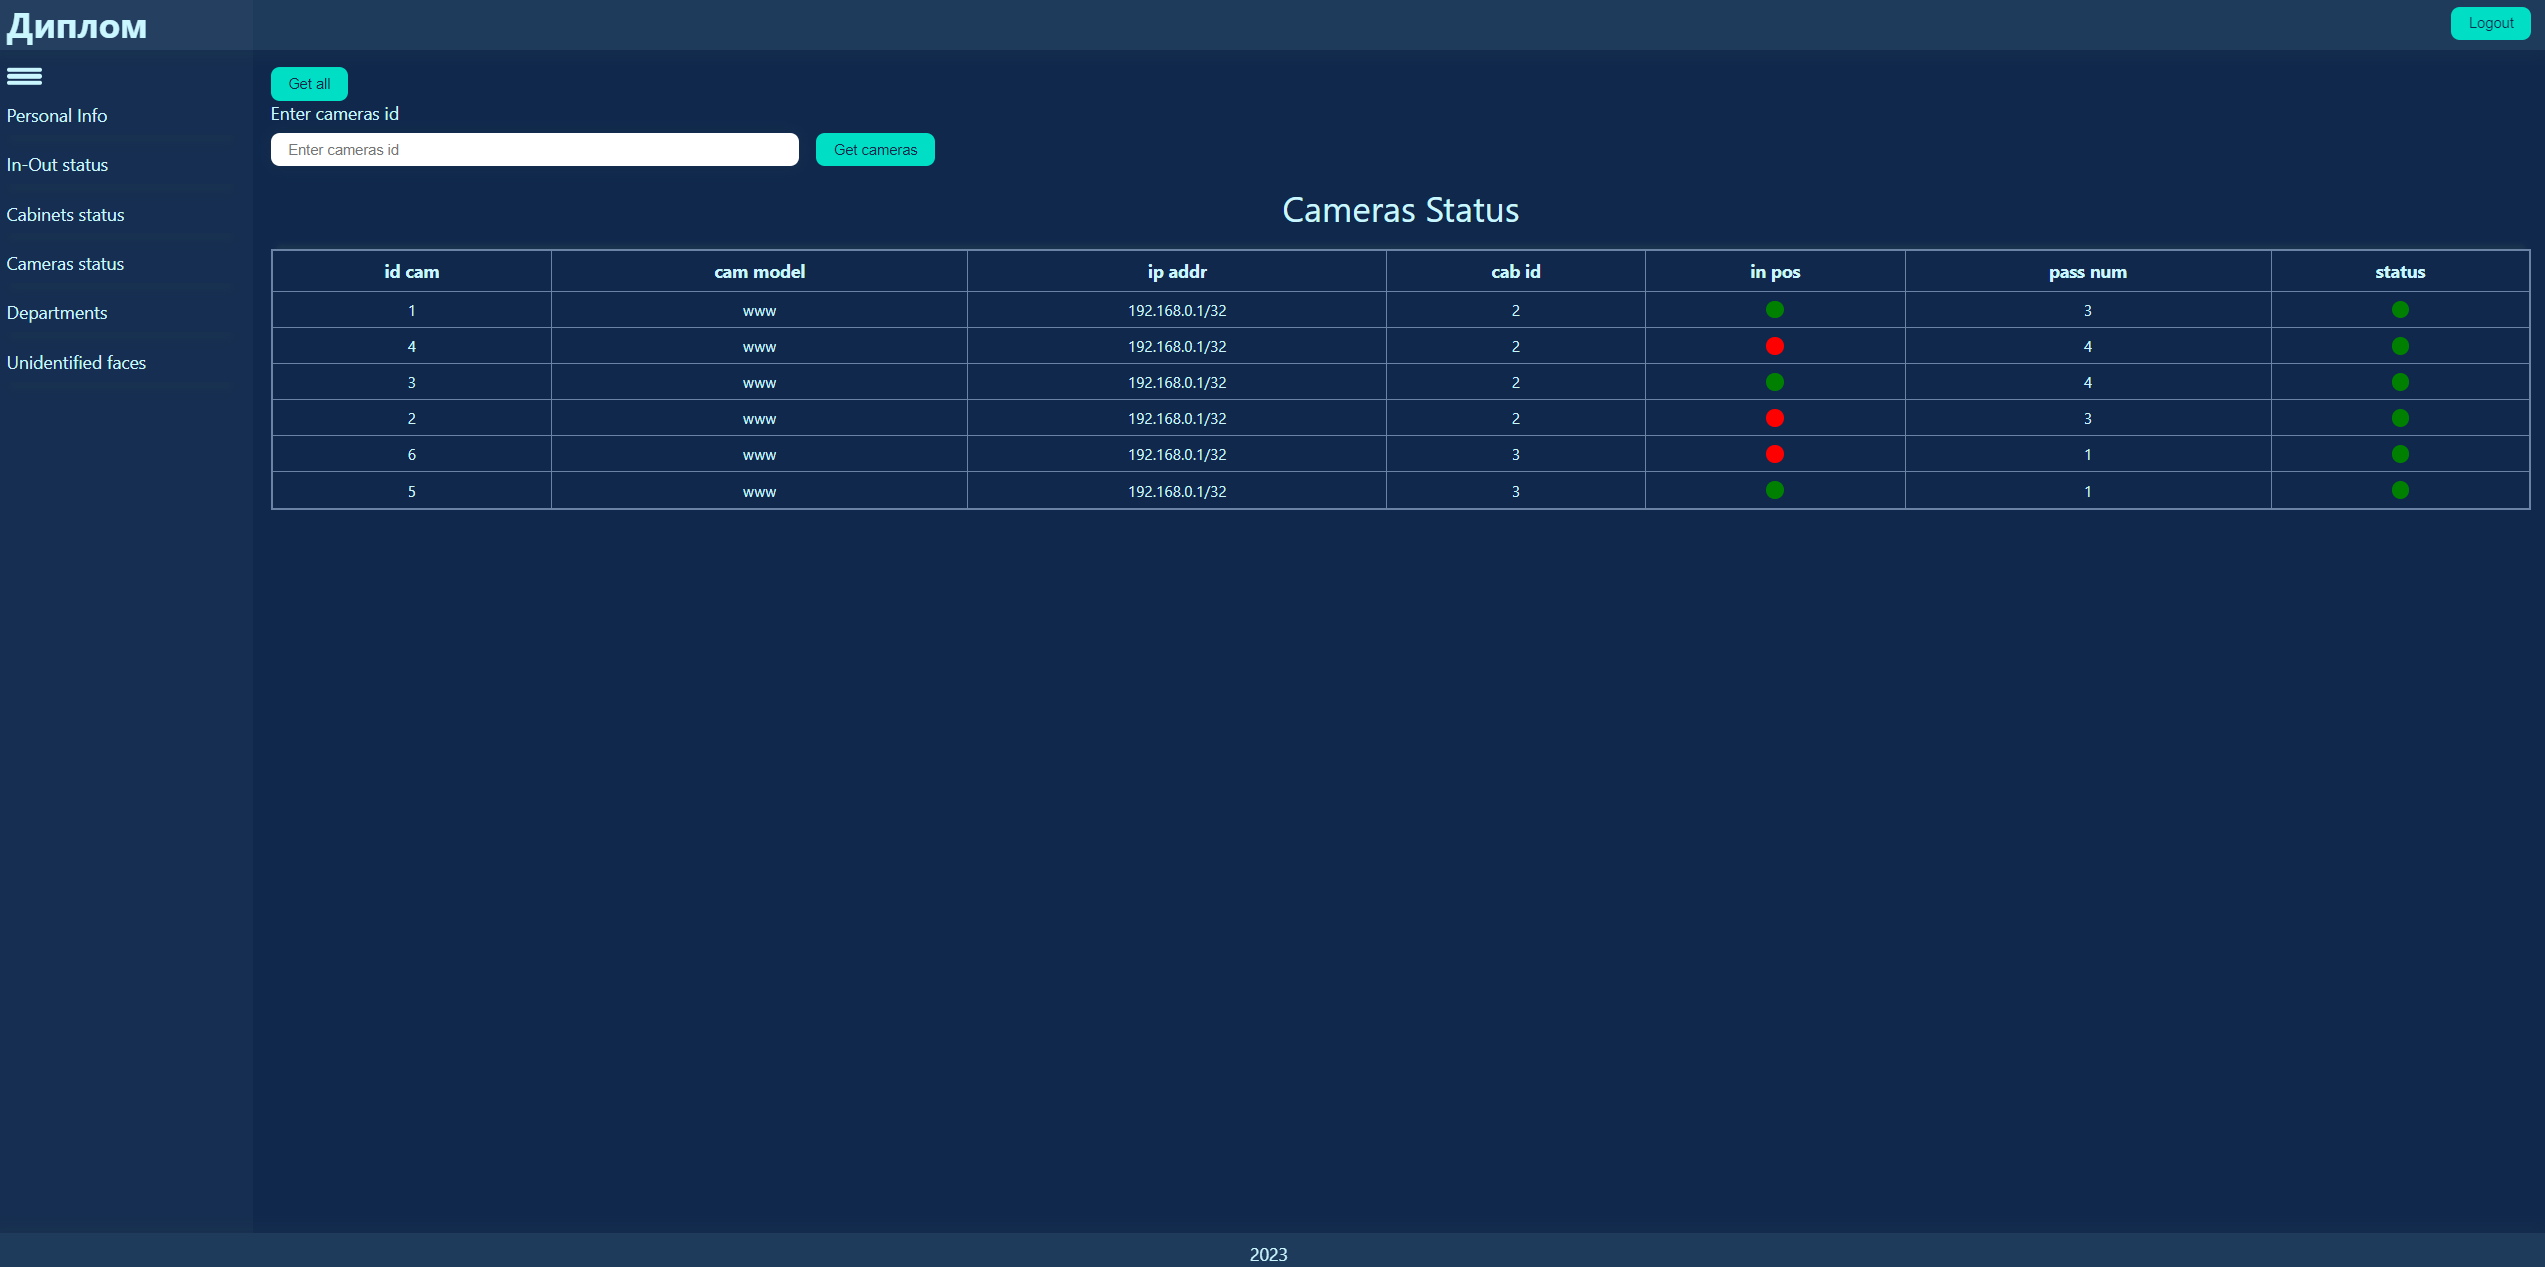 Диплом
Logout
Personal Info
In-Out status
Cabinets status
Cameras status
Departments
Unidentified faces
Get all
Enter cameras id
Enter cameras id Get cameras
Cameras Status
id cam cam model ip addr cab id in pos pass num status
1 www 192.168.0.1/32 2 3
4 www 192.168.0.1/32 2 4
3 www 192.168.0.1/32 2 4
2 www 192.168.0.1/32 2 3
6 www 192.168.0.1/32 3 1
5 www 192.168.0.1/32 3 1
2023